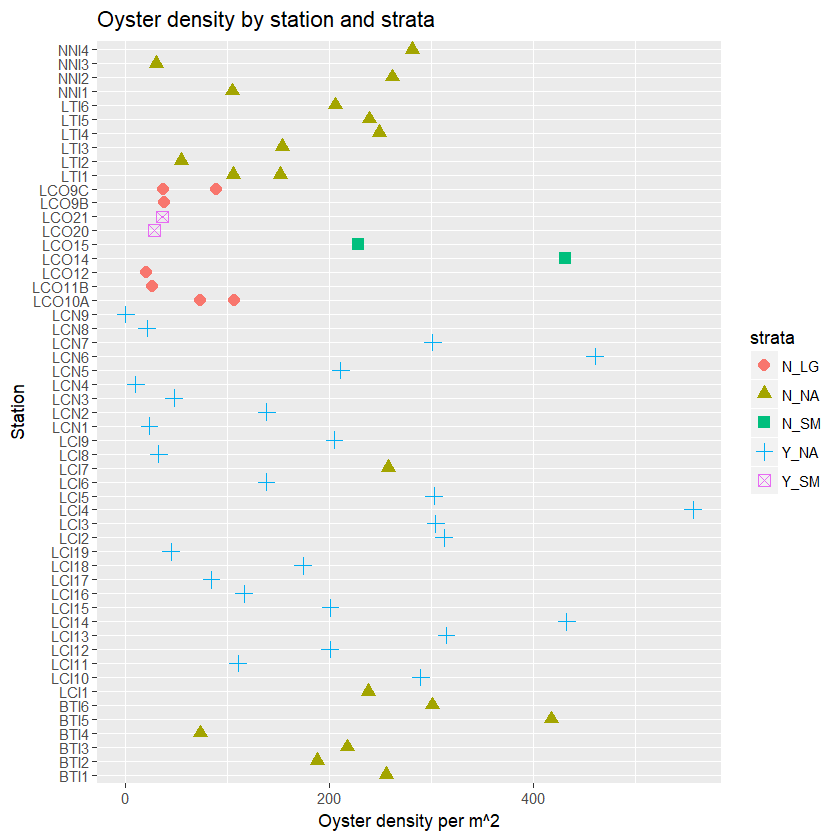 Oyster density by station and strata
NNI4
NNI3
NNI2
NNI1
LTI6
LTI5
LTI4
LTI3
LTI2
LTI1
LCO9C
LCO9B
LCO21
LCO20
LCO15
LCO14
LCO12
LCO11B
LCO10A
LCN9
LCN8
LCN7
LCN6
LCN5
LCN4
LCN3
LCN2
LCN1
LCI9
LCI8
LCI7
LCI6
LCI5
LCI4
LCI3
LCI2
LCI19
LCI18
LCI17
LCI16
LCI15
LCI14
LCI13
LCI12
LCI11
LCI10
LCI1
BTI6
BTI5
BTI4
BTI3
BTI2
BTI1
Station
0 200 400
Oyster density per m^2
strata
N_LG
N_NA
N_SM
Y_NA
Y_SM